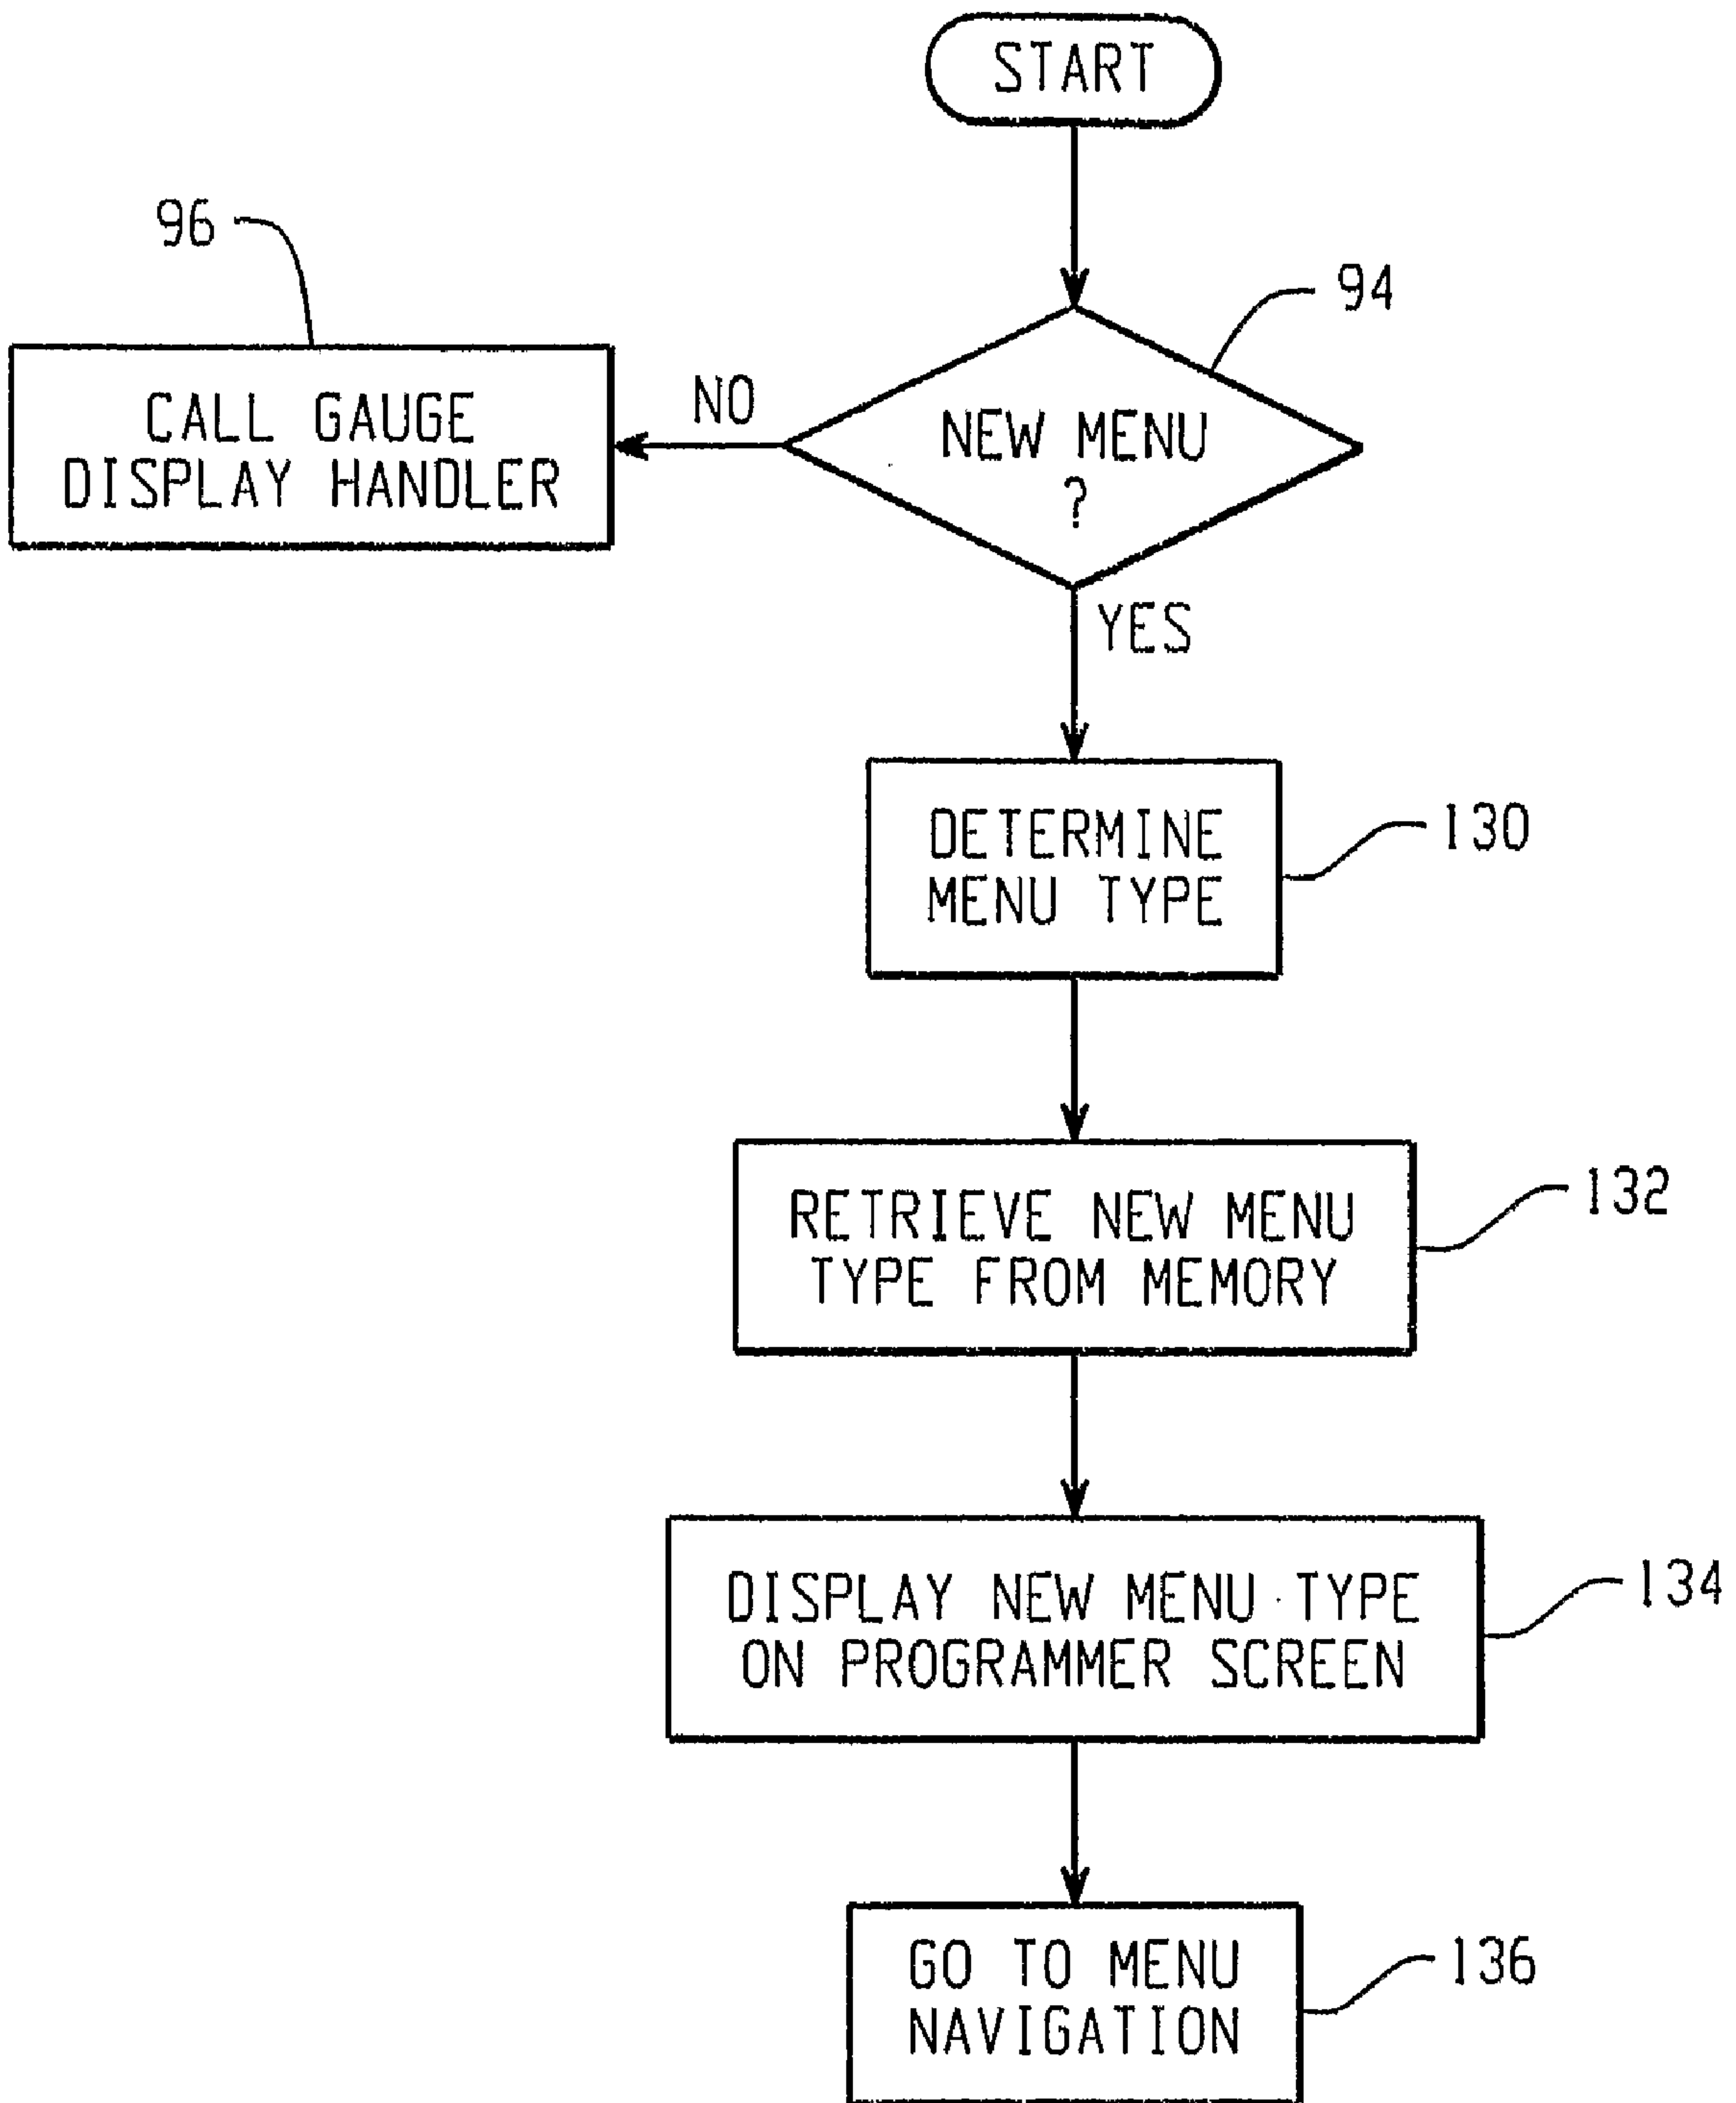 START
96
94
CALL GAUGE
DISPLAY HANDLER
NO
NEW MENU
?
YES
DETERMINE
MENU TYPE
130
RETRIEVE NEW MENU
TYPE FROM MEMORY
132
DISPLAY NEW MENU TYPE
ON PROGRAMMER SCREEN
134
GO TO MENU
NAVIGATION
136